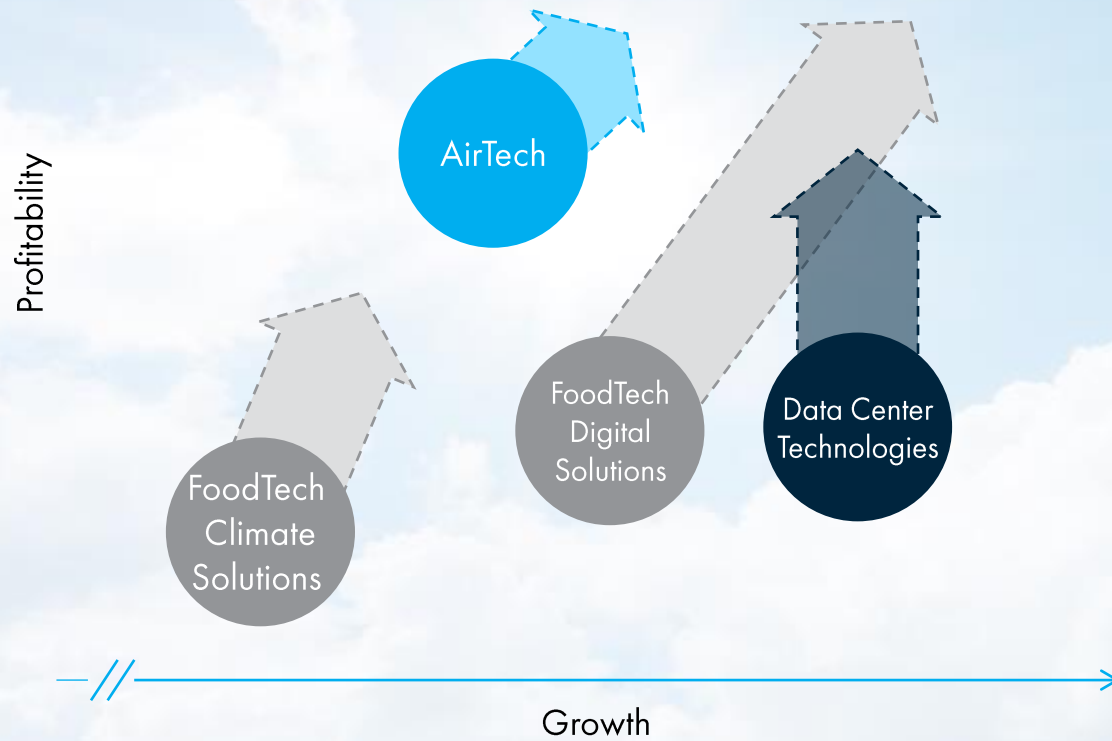 Profitability
AirTech
FoodTech
Digital
Solutions
Data Center
Technologies
FoodTech
Climate
Solutions
Growth